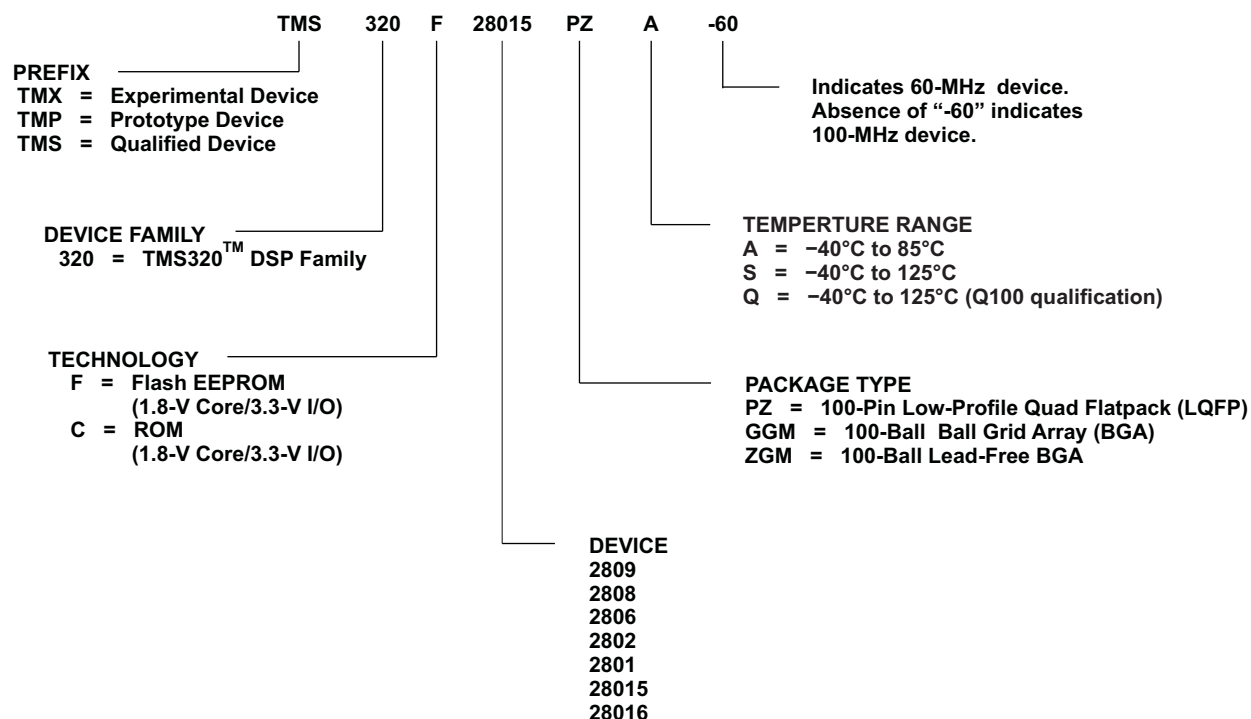 TMS 320 F 28015 PZ A -60
PREFIX
TMX = Experimental Device
TMP = Prototype Device
TMS = Qualified Device
Indicates 60-MHz device.
Absence of “-60” indicates
100-MHz device.
DEVICE FAMILY
320 = TMS320™ DSP Family
TEMPERTURE RANGE
A = −40°C to 85°C
S = −40°C to 125°C
Q = −40°C to 125°C (Q100 qualification)
TECHNOLOGY
F = Flash EEPROM
(1.8-V Core/3.3-V I/O)
C = ROM
(1.8-V Core/3.3-V I/O)
PACKAGE TYPE
PZ = 100-Pin Low-Profile Quad Flatpack (LQFP)
GGM = 100-Ball Ball Grid Array (BGA)
ZGM = 100-Ball Lead-Free BGA
DEVICE
2809
2808
2806
2802
2801
28015
28016